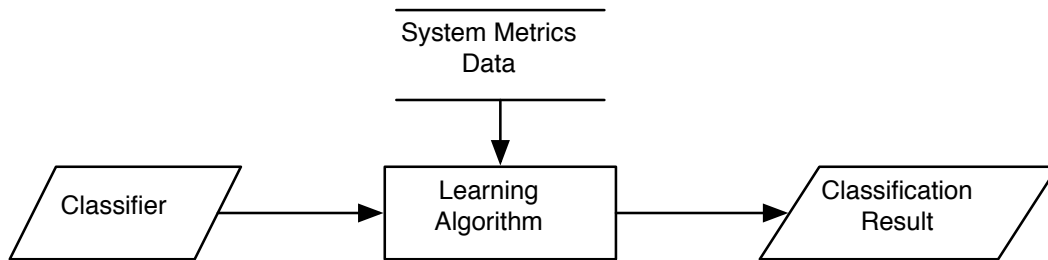 System Metrics
Data
Classifier
Learning
Algorithm
Classification
Result